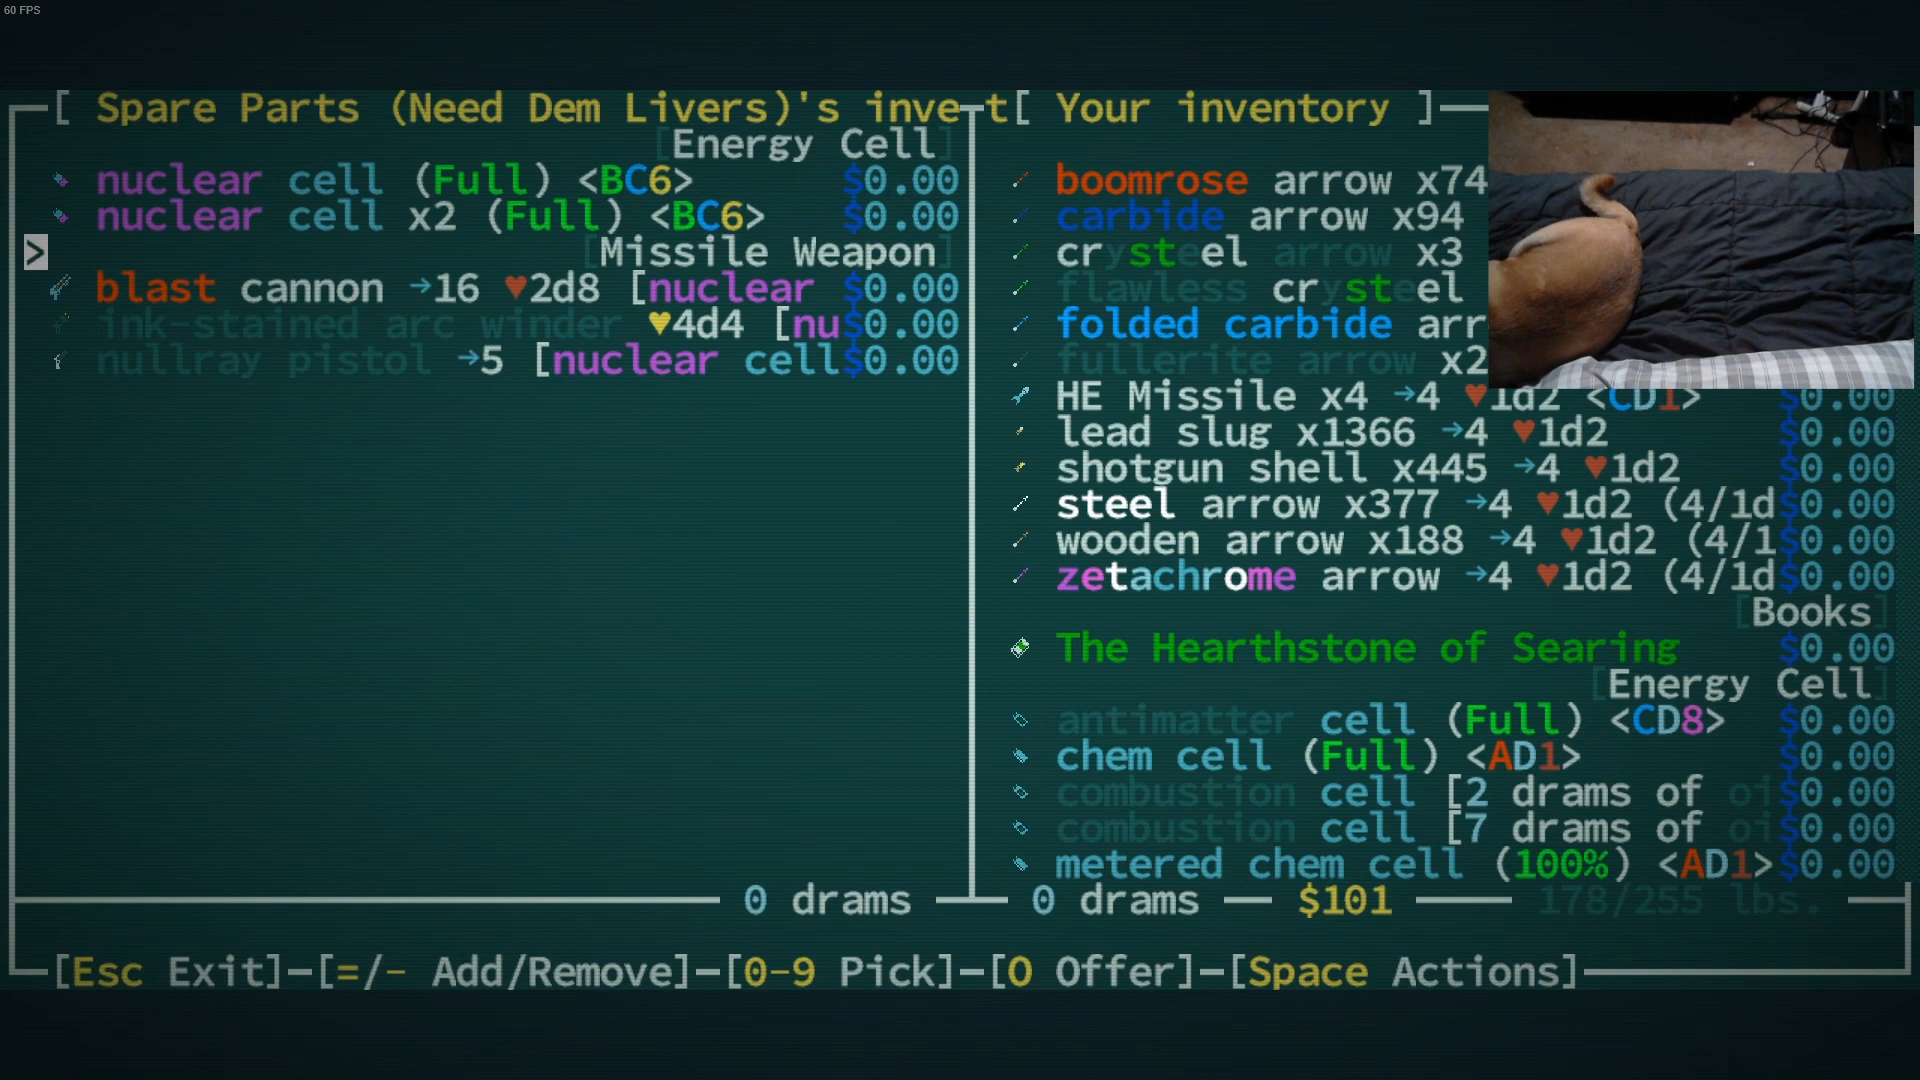 60 FPS
[ Spare Parts (Need Dem Livers)'s invent
[Energy Cell]
nuclear cell (Full) <BC6> $0.00
nuclear cell x2 (Full) <BC6> $0.00
>
[Missile Weapon]
blast cannon →16 ♥2d8 [nuclear $0.00
ink-stained arc winder ♥4d4 [nu$0.00
nullray pistol →5 [nuclear cell$0.00
0 drams
[ Your inventory ]
boomrose arrow x74
carbide arrow x94
crysteel arrow x3
flawless crysteel
folded carbide arr
fullerite arrow x2
HE Missile x4 →4 ♥1d2 <CD1> $0.00
lead slug x1366 →4 ♥1d2 $0.00
shotgun shell x445 →4 ♥1d2 $0.00
steel arrow x377 →4 ♥1d2 (4/1d$0.00
wooden arrow x188 →4 ♥1d2 (4/1$0.00
zetachrome arrow →4 ♥1d2 (4/1d$0.00
[Books]
The Hearthstone of Searing $0.00
[Energy Cell]
antimatter cell (Full) <CD8> $0.00
chem cell (Full) <AD1> $0.00
combustion cell [2 drams of oi$0.00
combustion cell [7 drams of oi$0.00
metered chem cell (100%) <AD1>$0.00
0 drams — $101 — 178/255 lbs.
[Esc Exit]—[=/- Add/Remove]—[0-9 Pick]—[O Offer]—[Space Actions]